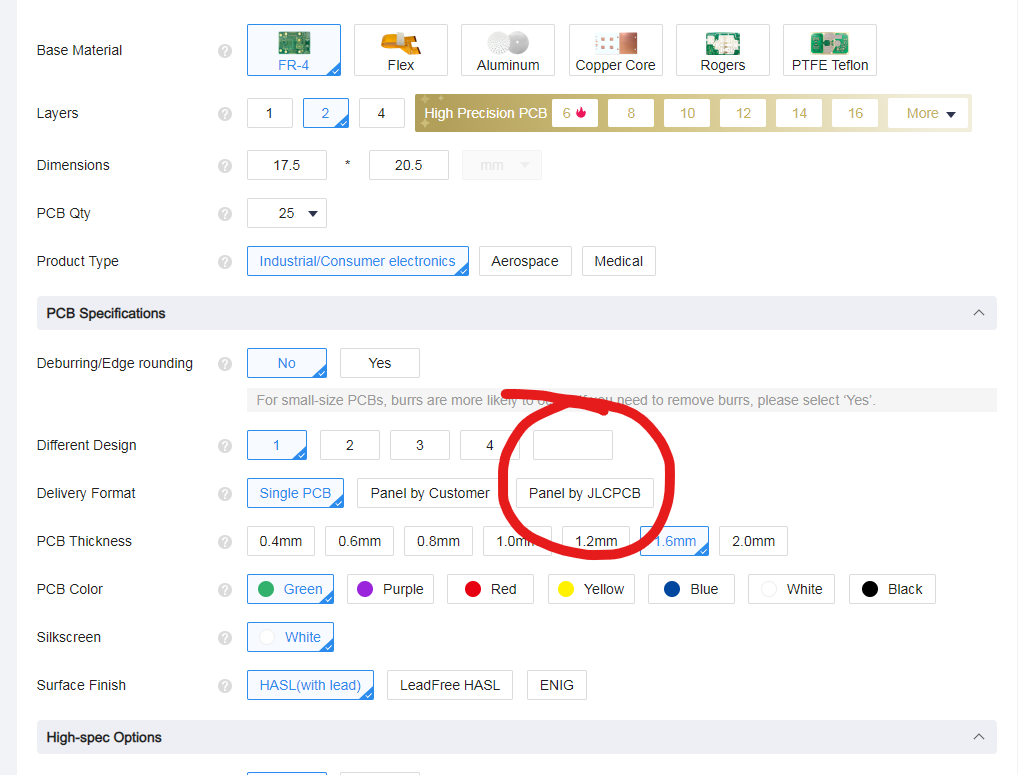 Base Material ? FR-4 Flex Aluminum Copper Core Rogers PTFE Teflon
Layers ? 1 2 4 High Precision PCB 6 8 10 12 14 16 More
Dimensions ? 17.5 * 20.5 mm
PCB Qty ? 25
Product Type ? Industrial/Consumer electronics Aerospace Medical
PCB Specifications
Deburring/Edge rounding ? No Yes
For small-size PCBs, burrs are more likely to you need to remove burrs, please select ‘Yes’.
Different Design ? 1 2 3 4
Delivery Format ? Single PCB Panel by Customer Panel by JLCPCB
PCB Thickness ? 0.4mm 0.6mm 0.8mm 1.0mm 1.2mm 1.6mm 2.0mm
PCB Color ? Green Purple Red Yellow Blue White Black
Silkscreen ? White
Surface Finish ? HASL(with lead) LeadFree HASL ENIG
High-spec Options